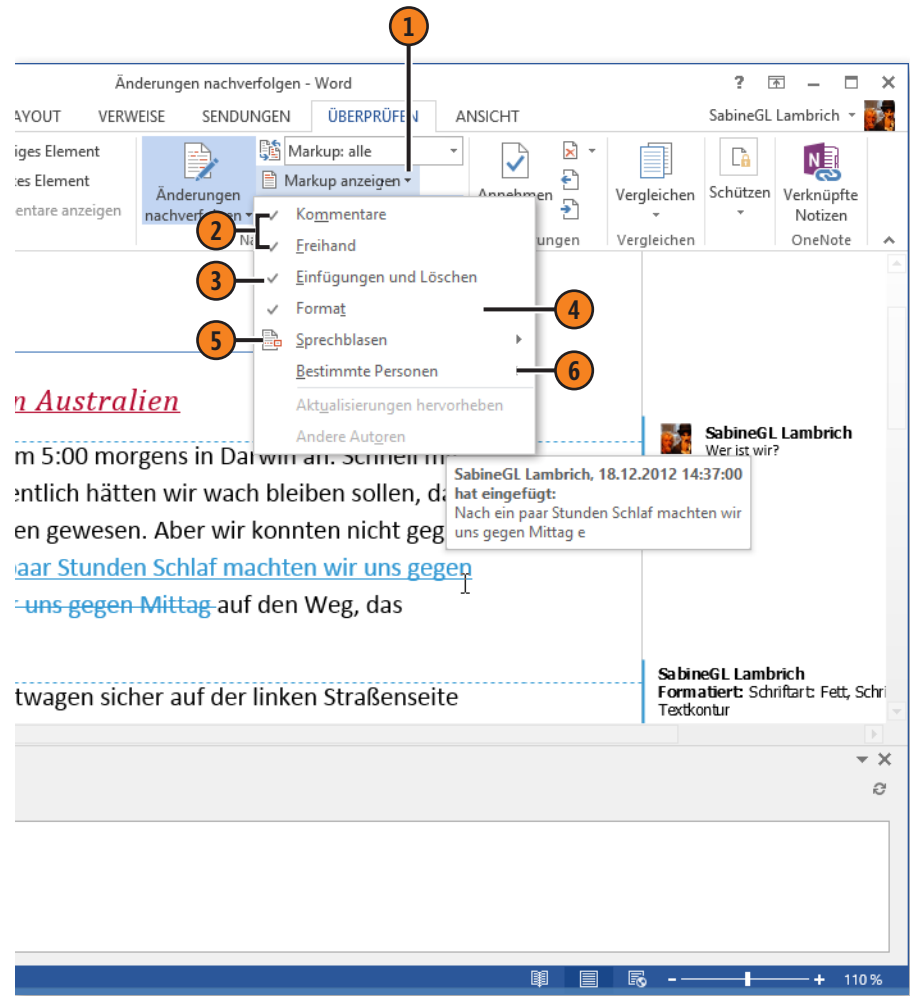 1
Änderungen nachverfolgen - Word
?
AYOUT VERWEISE SENDUNGEN ÜBERPRÜFEN ANSICHT SabineGL Lambrich
iges Element
es Element
entare anzeigen
Änderungen
nachverfolgen
Markup: alle
Markup anzeigen
Annehmen
ungen
Vergleichen
Vergleichen
Schützen
Verknüpfte
Notizen
OneNote
2
Kommentare
Freihand
3
Einfügungen und Löschen
Format
4
5
Sprechblasen
Bestimmte Personen
6
Aktualisierungen hervorheben
Andere Autoren
n Australien
m 5:00 morgens in Darwin an. Schnell
entlich hätten wir wach bleiben sollen, da
en gewesen. Aber wir konnten nicht geg
paar Stunden Schlaf machten wir uns gegen
r uns gegen Mittag auf den Weg, das
twagen sicher auf der linken Straßenseite
SabineGL Lambrich
Wer ist wir?
SabineGL Lambrich, 18.12.2012 14:37:00
hat eingefügt:
Nach ein paar Stunden Schlaf machten wir
uns gegen Mittag e
SabineGL Lambrich
Formatiert: Schriftart: Fett, Schri
Textkontur
110 %